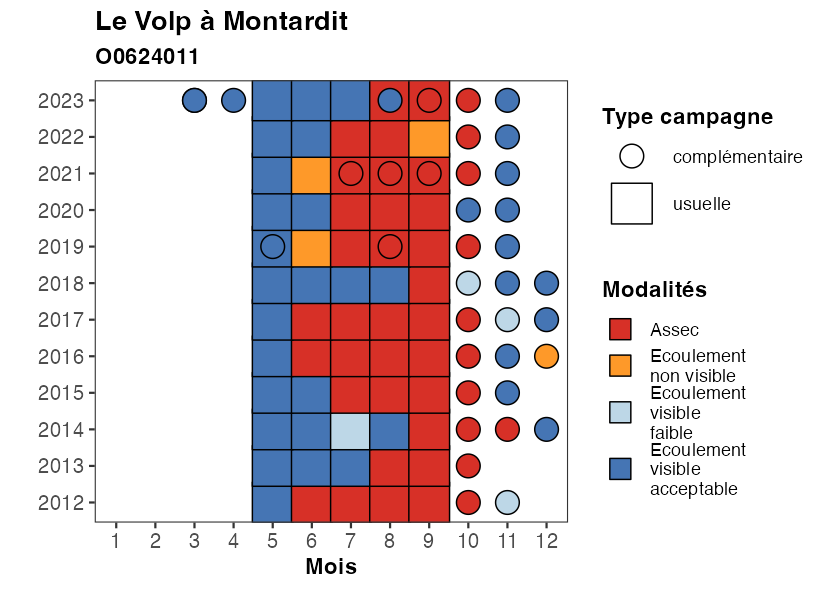 Le Volp à Montardit
O0624011
2023
2022
2021
2020
2019
2018
2017
2016
2015
2014
2013
2012
1 2 3 4 5 6 7 8 9 10 11 12
Mois
Type campagne
complémentaire
usuelle
Modalités
Assec
Ecoulement
non visible
Ecoulement
visible
faible
Ecoulement
visible
acceptable